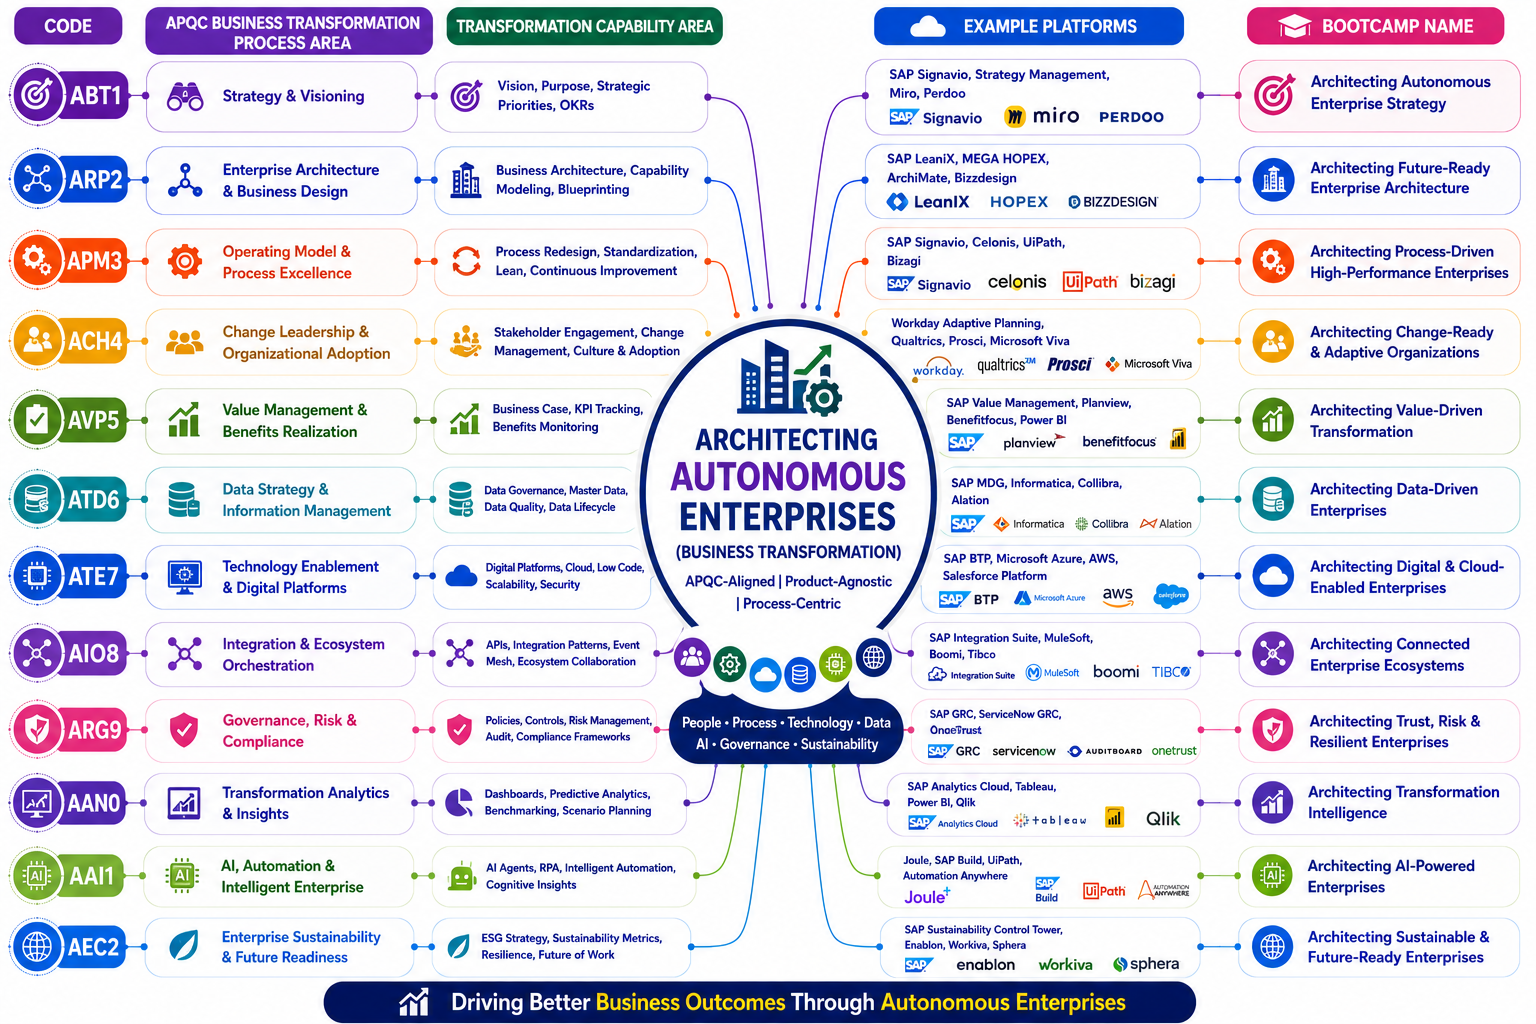 CODE
APQC BUSINESS TRANSFORMATION
PROCESS AREA
TRANSFORMATION CAPABILITY AREA
EXAMPLE PLATFORMS
BOOTCAMP NAME
ABT1
Strategy & Visioning
Vision, Purpose, Strategic
Priorities, OKRs
SAP Signavio, Strategy Management,
Miro, Perdoo
SAP Signavio
miro
PERDOO
Architecting Autonomous
Enterprise Strategy
ARP2
Enterprise Architecture
& Business Design
Business Architecture, Capability
Modeling, Blueprinting
SAP LeaniX, MEGA HOPEX,
ArchiMate, Bizzdesign
LeanIX
HOPEX
BIZZDESIGN
Architecting Future-Ready
Enterprise Architecture
APM3
Operating Model &
Process Excellence
Process Redesign, Standardization,
Lean, Continuous Improvement
SAP Signavio, Celonis, UiPath,
Bizagi
SAP Signavio
celonis
UiPath
bizagi
Architecting Process-Driven
High-Performance Enterprises
ACH4
Change Leadership &
Organizational Adoption
Stakeholder Engagement, Change
Management, Culture & Adoption
Workday Adaptive Planning,
Qualtrics, Prosci, Microsoft Viva
workday.
qualtrics™
Prosci
Microsoft Viva
Architecting Change-Ready
& Adaptive Organizations
AVP5
Value Management &
Benefits Realization
Business Case, KPI Tracking,
Benefits Monitoring
SAP Value Management, Planview,
Benefitfocus, Power BI
SAP
planview
benefitfocus
Architecting Value-Driven
Transformation
ATD6
Data Strategy &
Information Management
Data Governance, Master Data,
Data Quality, Data Lifecycle
SAP MDG, Informatica, Collibra,
Alation
SAP
Informatica
Collibra
Alation
Architecting Data-Driven
Enterprises
ATE7
Technology Enablement
& Digital Platforms
Digital Platforms, Cloud, Low Code,
Scalability, Security
SAP BTP, Microsoft Azure, AWS,
Salesforce Platform
SAP BTP
Microsoft Azure
aws
salesforce
Architecting Digital & Cloud-
Enabled Enterprises
AIO8
Integration & Ecosystem
Orchestration
APIs, Integration Patterns, Event
Mesh, Ecosystem Collaboration
SAP Integration Suite, MuleSoft,
Boomi, Tibco
Integration Suite
MuleSoft
boomi
TIBCO
Architecting Connected
Enterprise Ecosystems
ARG9
Governance, Risk &
Compliance
Policies, Controls, Risk Management,
Audit, Compliance Frameworks
SAP GRC, ServiceNow GRC,
SAP GRC
servicenow
AUDITBOARD
onetrust
Architecting Trust, Risk &
Resilient Enterprises
AAN0
Transformation Analytics
& Insights
Dashboards, Predictive Analytics,
Benchmarking, Scenario Planning
SAP Analytics Cloud, Tableau,
Power BI, Qlik
SAP Analytics Cloud
tableaw
Qlik
Architecting Transformation
Intelligence
AAI1
AI
AI, Automation &
Intelligent Enterprise
AI Agents, RPA, Intelligent Automation,
Cognitive Insights
Joule, SAP Build, UiPath,
Automation Anywhere
Joule
SAP Build
UiPath
AUTOMATION ANYWHERE
AI
Architecting AI-Powered
Enterprises
AEC2
Enterprise Sustainability
& Future Readiness
ESG Strategy, Sustainability Metrics,
Resilience, Future of Work
SAP Sustainability Control Tower,
Enablon, Workiva, Sphera
SAP
enablon
workiva
sphera
Architecting Sustainable &
Future-Ready Enterprises
ARCHITECTING
AUTONOMOUS
ENTERPRISES
(BUSINESS TRANSFORMATION)
APQC-Aligned | Product-Agnostic
| Process-Centric
People • Process • Technology • Data
AI • Governance • Sustainability
Driving Better Business Outcomes Through Autonomous Enterprises